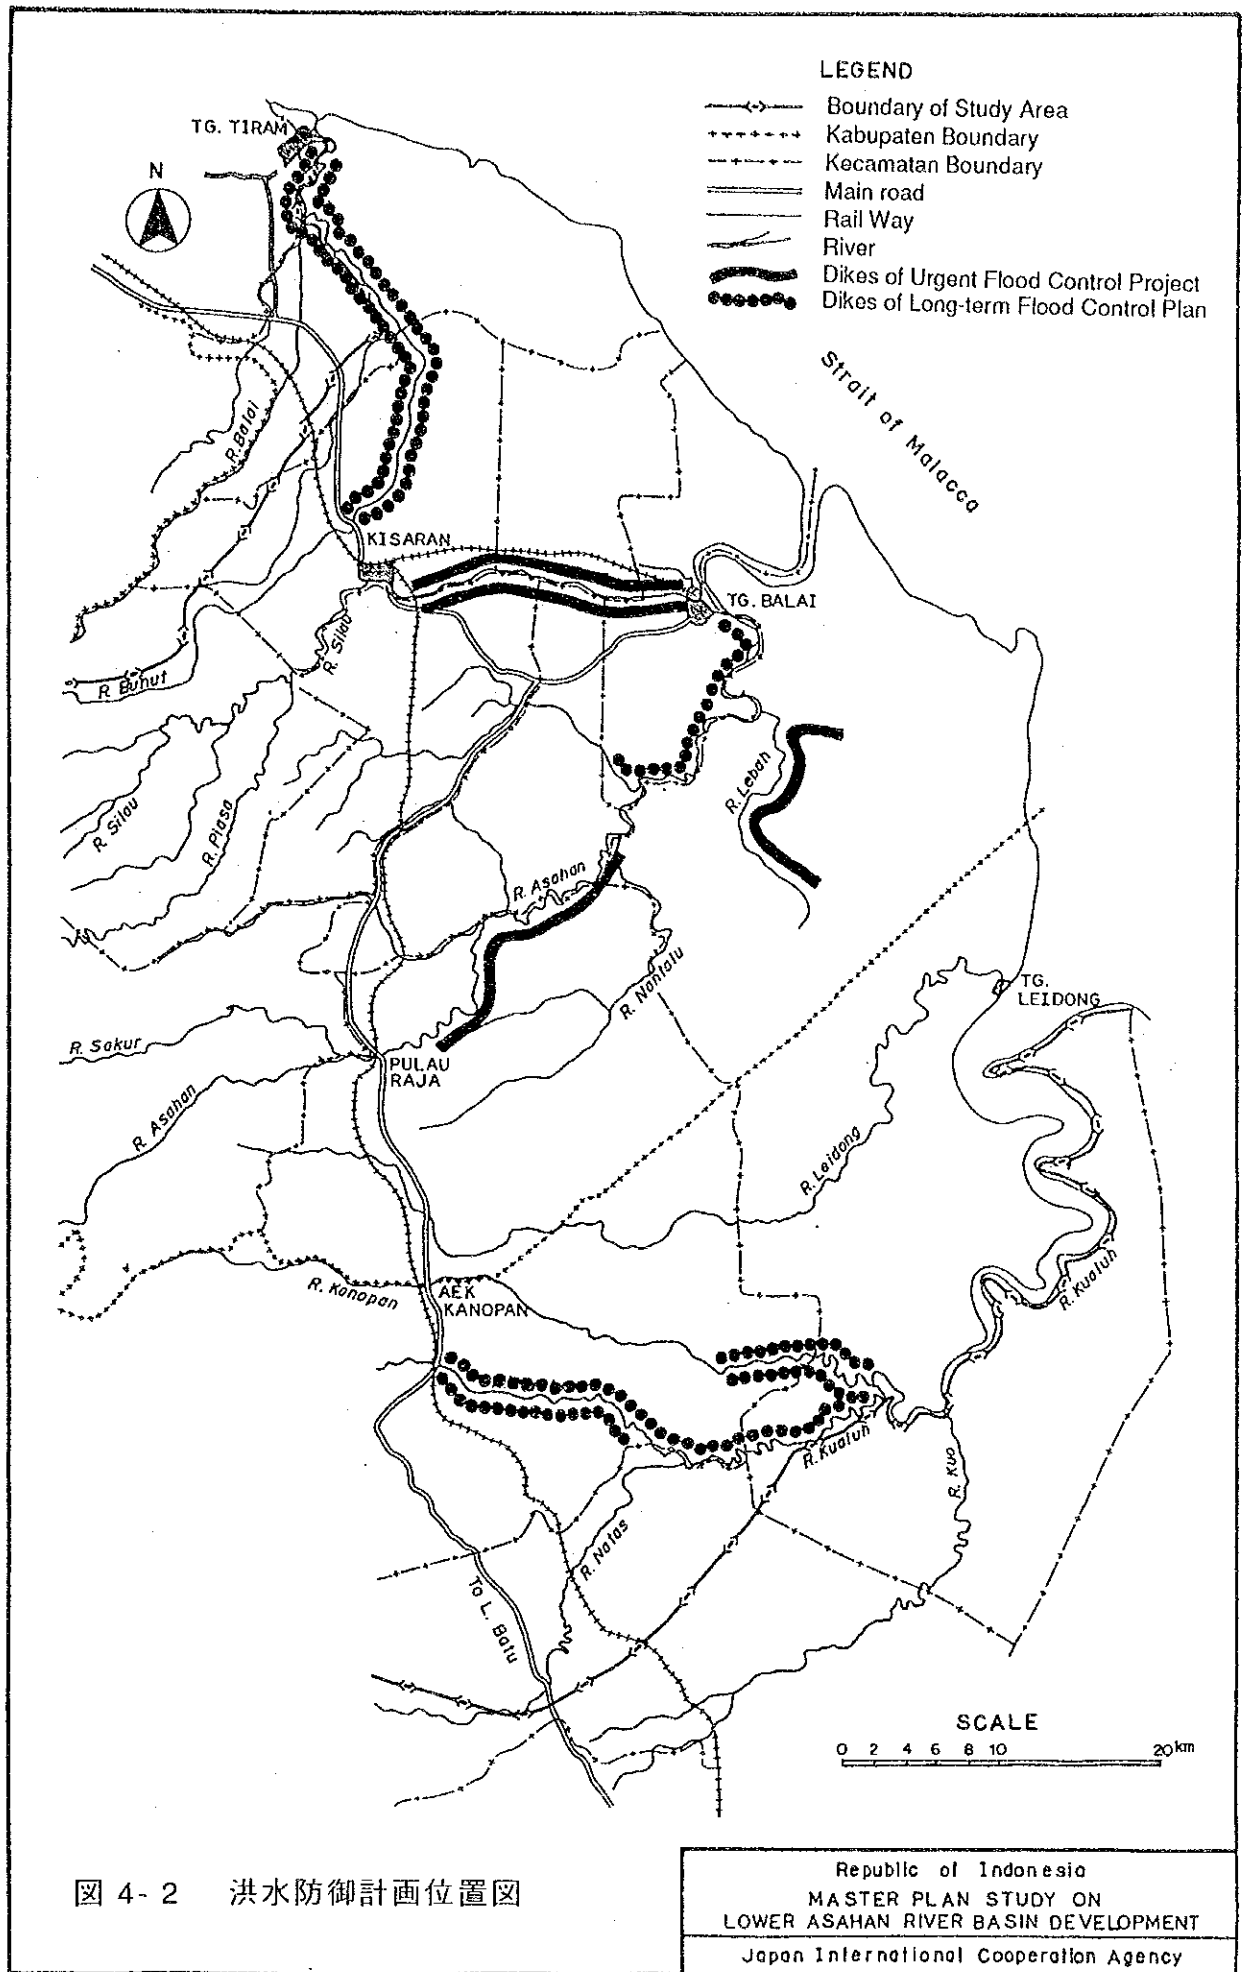 LEGEND
Boundary of Study Area
Kabupaten Boundary
Kecamatan Boundary
Main road
Rail Way
River
Dikes of Urgent Flood Control Project
Dikes of Long-term Flood Control Plan
TG. TIRAM
N
Strait of Malacca
R. Balai
KISARAN
TG. BALAI
R. Silau
R. Bunut
R. Lebah
R. Silau
R. Piasa
R. Asahan
R. Nantalu
TG.
LEIDONG
R. Sakur
PULAU
RAJA
R. Asahan
R. Leidong
R. Kualuh
R. Kanopan
AEK
KANOPAN
R. Kualuh
R. Kuo
R. Natas
To L. Batu
SCALE
0 2 4 6 8 10 20km
図 4-2 洪水防御計画位置図
Republic of Indonesia
MASTER PLAN STUDY ON
LOWER ASAHAN RIVER BASIN DEVELOPMENT
Japan International Cooperation Agency